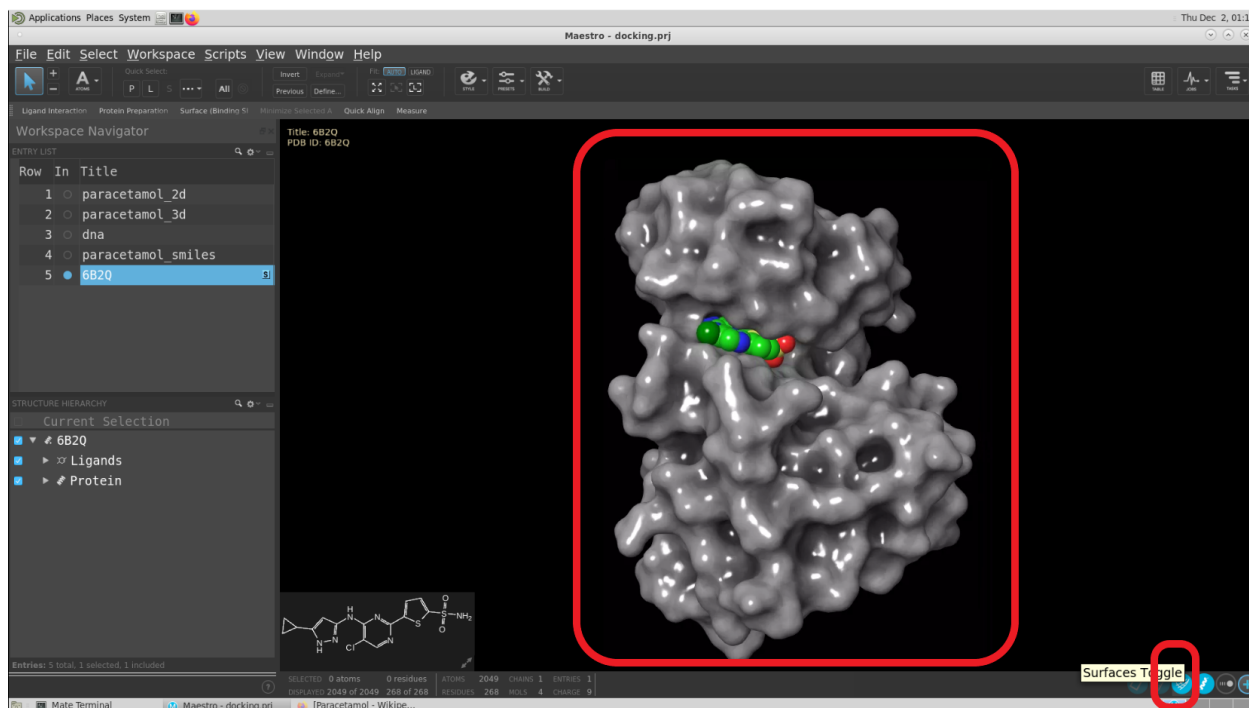 Applications Places System
Thu Dec 2, 01:1
Maestro - docking.prj
File Edit Select Workspace Scripts View Window Help
Quick Select:
Fit: AUTO LIGAND
A
P L S All
Invert Expand*
Previous Define...
ATOMS
STYLE PRESETS BUILD
TABLE JOBS TASKS
Ligand Interaction Protein Preparation Surface (Binding Si Minimize Selected A Quick Align Measure
Workspace Navigator
ENTRY LIST
Row In Title
1 paracetamol_2d
2 paracetamol_3d
3 dna
4 paracetamol_smiles
5 6B2Q S
Title: 6B2Q
PDB ID: 6B2Q
STRUCTURE HIERARCHY
Current Selection
6B2Q
Ligands
Protein
Entries: 5 total, 1 selected, 1 included
H
N
N
S
O
S
NH₂
O
N
N
H
Cl
N
Surfaces Toggle
SELECTED 0 atoms 0 residues ATOMS 2049 CHAINS 1 ENTRIES 1
DISPLAYED 2049 of 2049 268 of 268 RESIDUES 268 MOLS 4 CHARGE 9
Mate Terminal
Maestro - docking.prj
[Paracetamol - Wikipe...